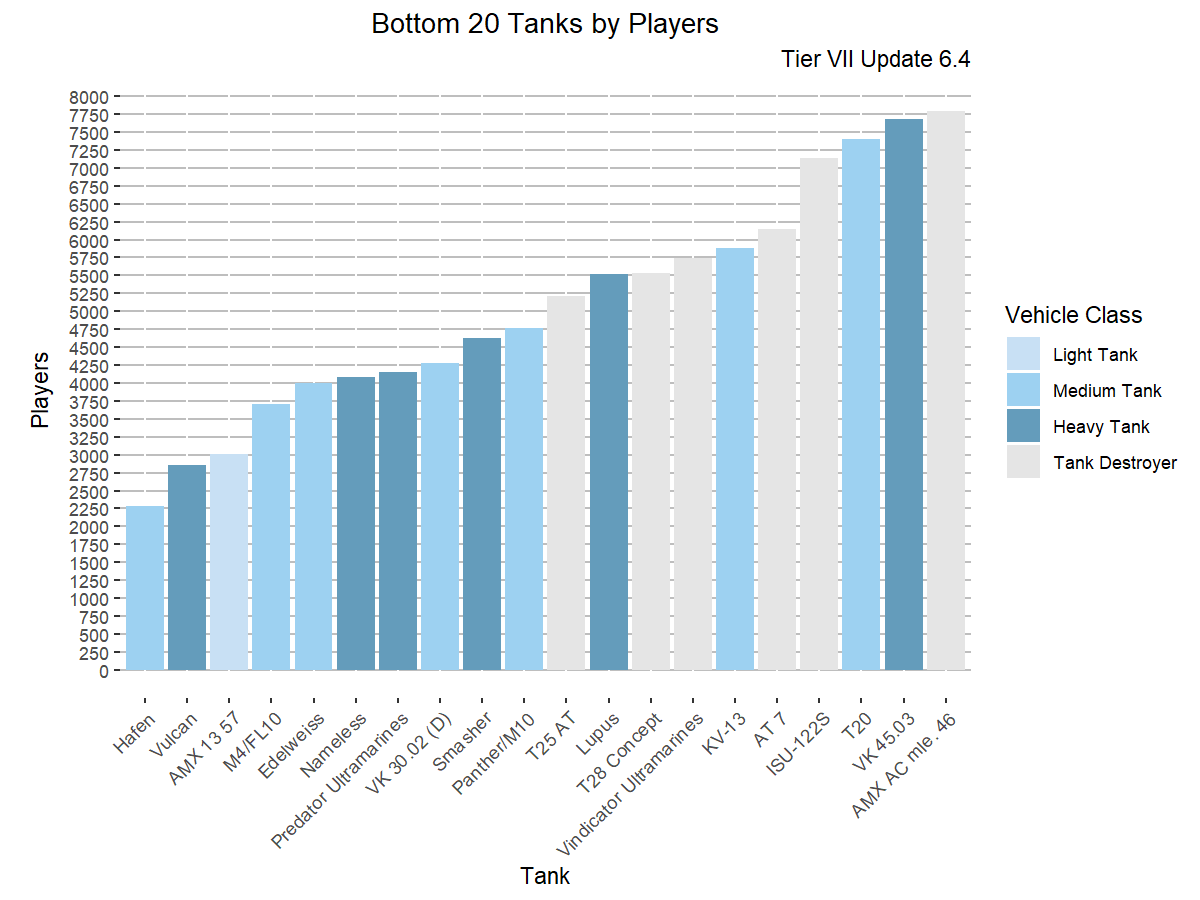 Bottom 20 Tanks by Players
Tier VII Update 6.4
Players
8000
7750
7500
7250
7000
6750
6500
6250
6000
5750
5500
5250
5000
4750
4500
4250
4000
3750
3500
3250
3000
2750
2500
2250
2000
1750
1500
1250
1000
750
500
250
0
Hafen
Vulcan
AMX 13 57
M4/FL10
Edelweiss
Nameless
Predator Ultramarines
VK 30.02 (D)
Smasher
Panther/M10
T25 AT
Lupus
T28 Concept
Vindicator Ultramarines
KV-13
AT 7
ISU-122S
T20
VK 45.03
AMX AC mle. 46
Tank
Vehicle Class
Light Tank
Medium Tank
Heavy Tank
Tank Destroyer